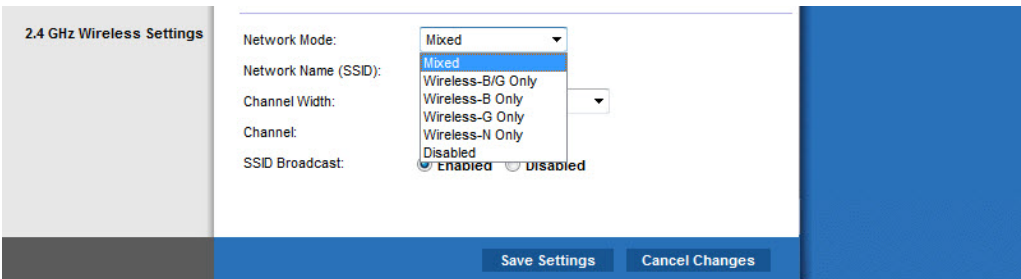 2.4 GHz Wireless Settings
Network Mode: Mixed
Mixed
Network Name (SSID):
Wireless-B/G Only
Channel Width:
Wireless-B Only
Wireless-G Only
Channel:
Wireless-N Only
Disabled
SSID Broadcast: Enabled Disabled
Save Settings Cancel Changes